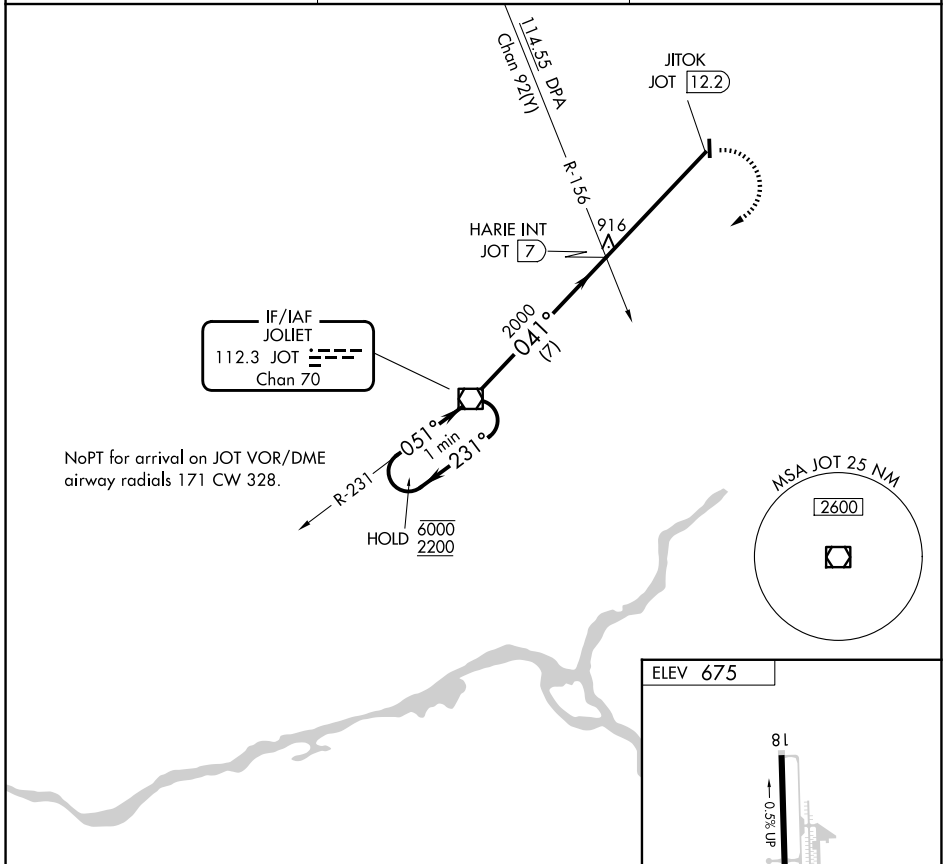 114.55 DPA
Chan 92(Y)
R-156
JITOK
JOT 12.2
916
HARIE INT
JOT 7
2000
041°
(7)
IF/IAF
JOLIET
112.3 JOT
Chan 70
051°
1 min
231°
R-231
NoPT for arrival on JOT VOR/DME
airway radials 171 CW 328.
HOLD 6000
2200
MSA JOT 25 NM
2600
ELEV 675
18
0.5% UP